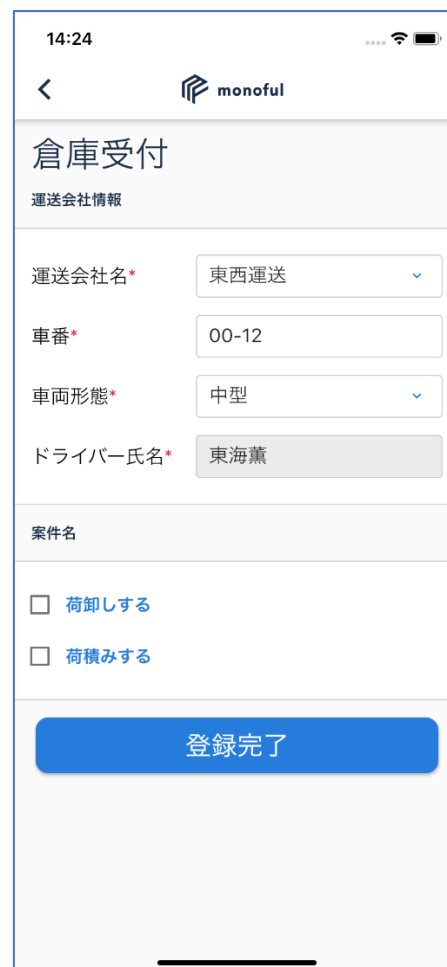 14:24
monoful
倉庫受付
運送会社情報
運送会社名* 東西運送
車番* 00-12
車両形態* 中型
ドライバー氏名* 東海薫
案件名
荷卸しする
荷積みする
登録完了